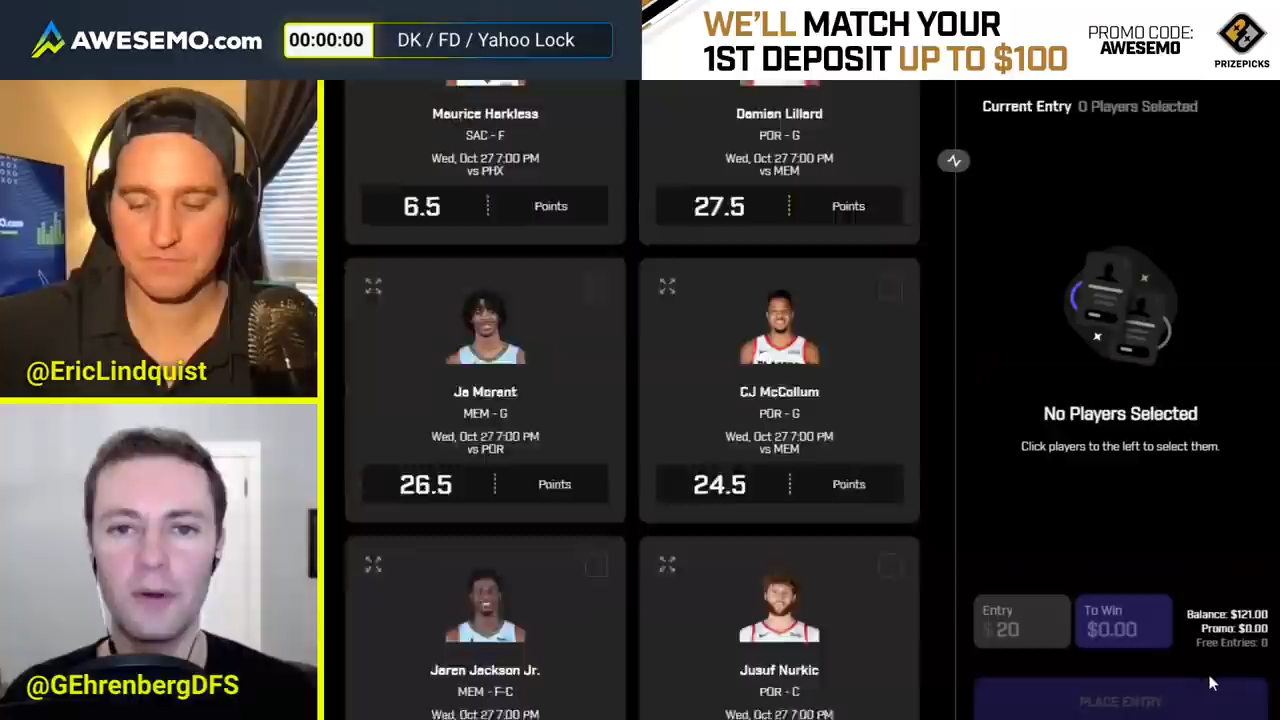 AWESEMO.com
00:00:00
DK / FD / Yahoo Lock
WE'LL MATCH YOUR
1ST DEPOSIT UP TO $100
PROMO CODE:
AWESEMO
PRIZEPICKS
@EricLindquist
@GEhrenbergDFS
Maurice Harkless
SAC - F
Wed, Oct 27 7:00 PM
vs PHX
6.5
Points
Damian Lillard
POR - G
Wed, Oct 27 7:00 PM
vs MEM
27.5
Points
Ja Morant
MEM - G
Wed, Oct 27 7:00 PM
vs POR
26.5
Points
CJ McCollum
POR - G
Wed, Oct 27 7:00 PM
vs MEM
24.5
Points
Jaren Jackson Jr.
MEM - F-C
Wed, Oct 27 7:00 PM
Jusuf Nurkic
POR - C
Wed, Oct 27 7:00 PM
Current Entry 0 Players Selected
No Players Selected
Click players to the left to select them.
Entry
$ 20
To Win
$0.00
Balance: $121.00
Promo: $0.00
Free Entries: 0
PLACE ENTRY